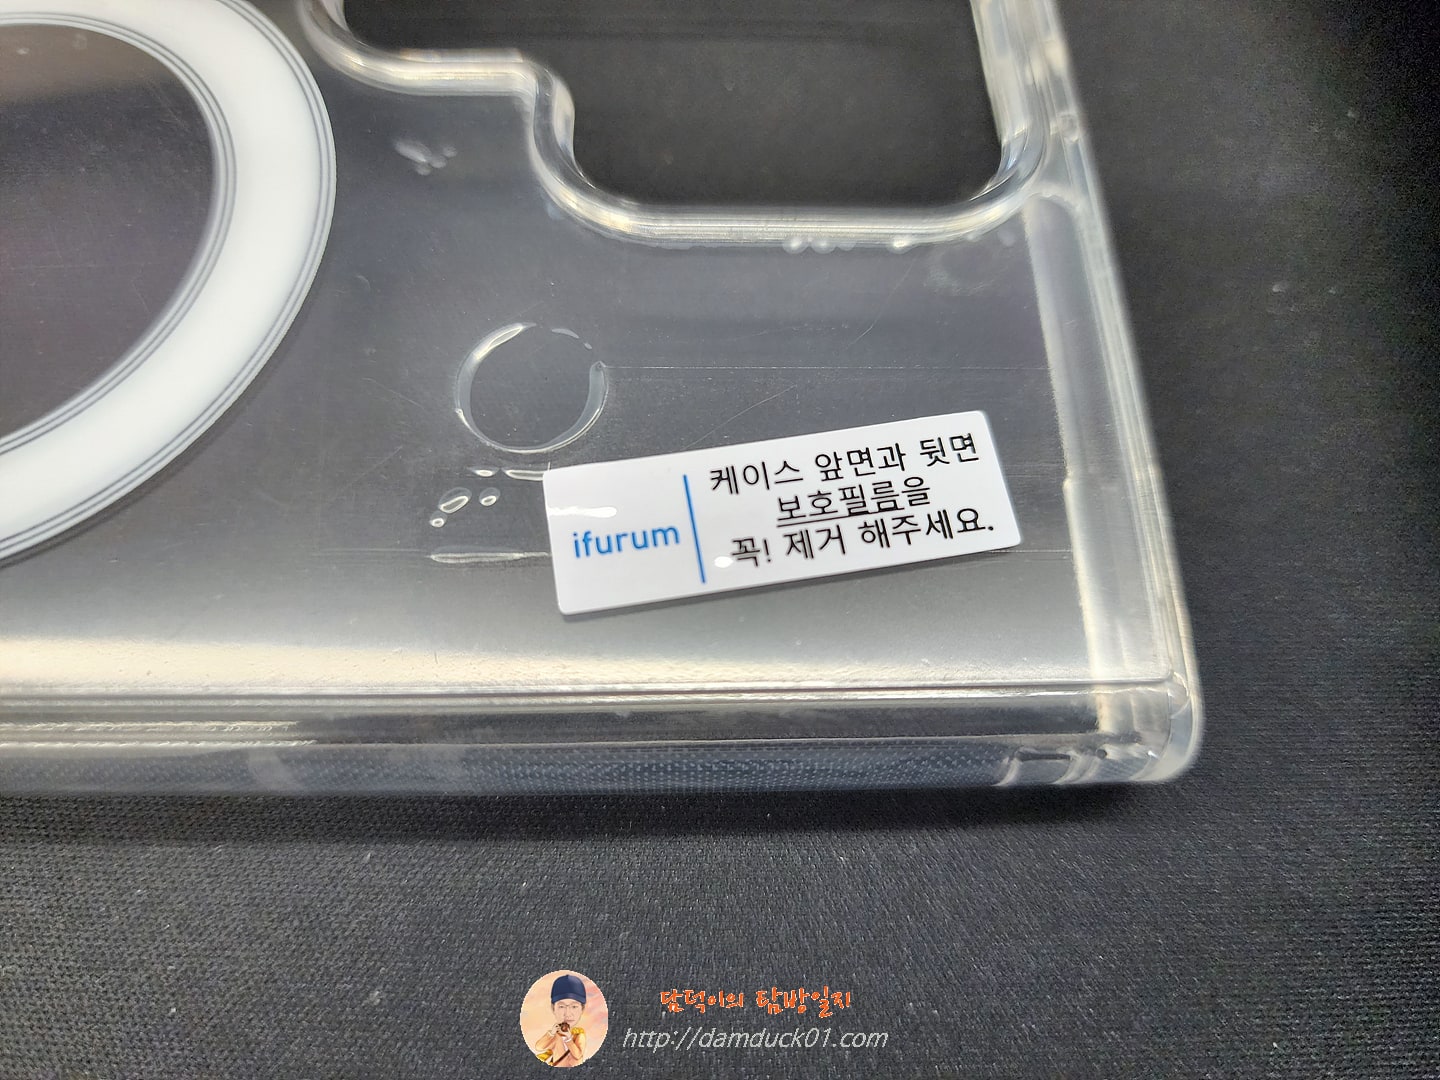 ifurum
케이스 앞면과 뒷면
보호필름을
꼭! 제거 해주세요.
담덕이의 탐방일지
http://damduck01.com